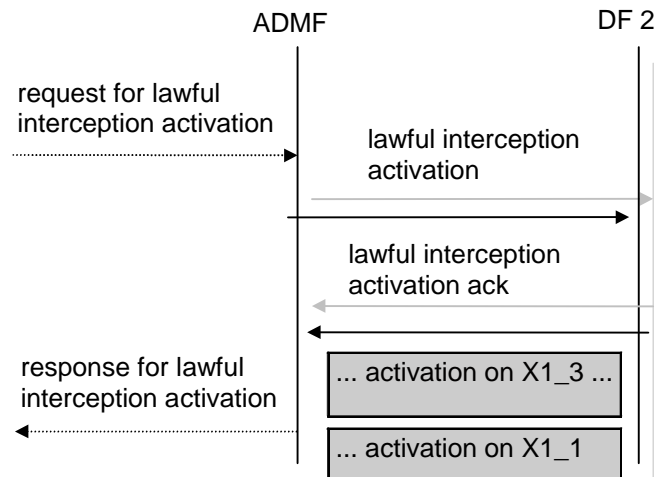 ADMF
DF 2
request for lawful
interception activation
lawful interception
activation
lawful interception
activation ack
response for lawful
interception activation
... activation on X1_3 ...
... activation on X1_1